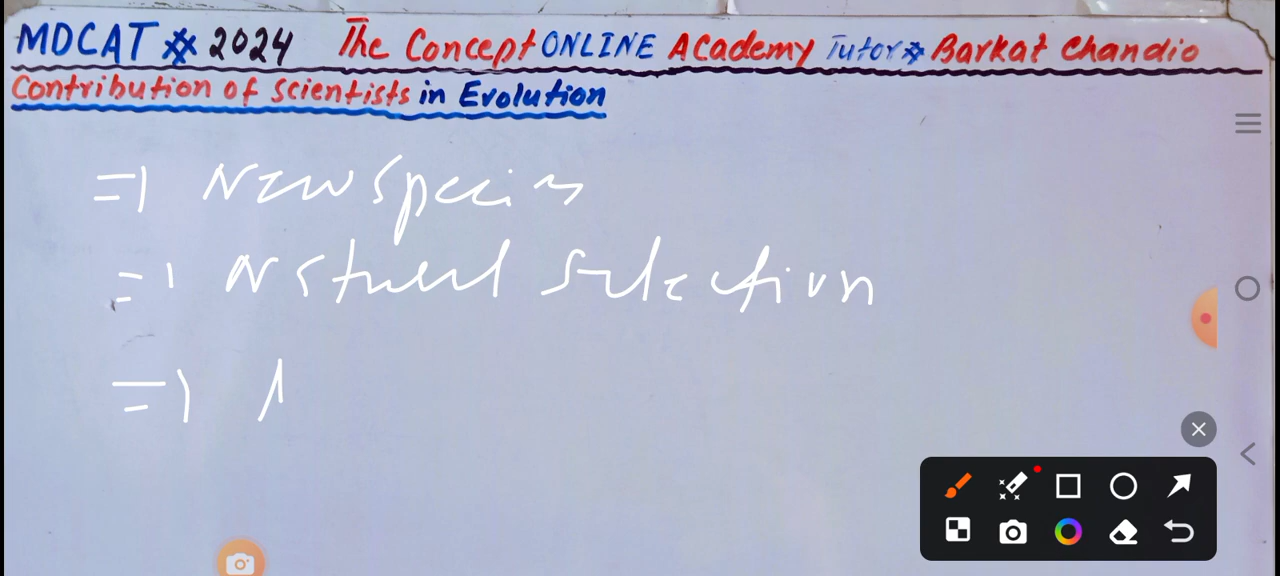 MDCAT # 2024 The Concept ONLINE Academy Tutor # Barkat Chandio
Contribution of scientists in Evolution
=) New Species
=) Natural Selection
=)